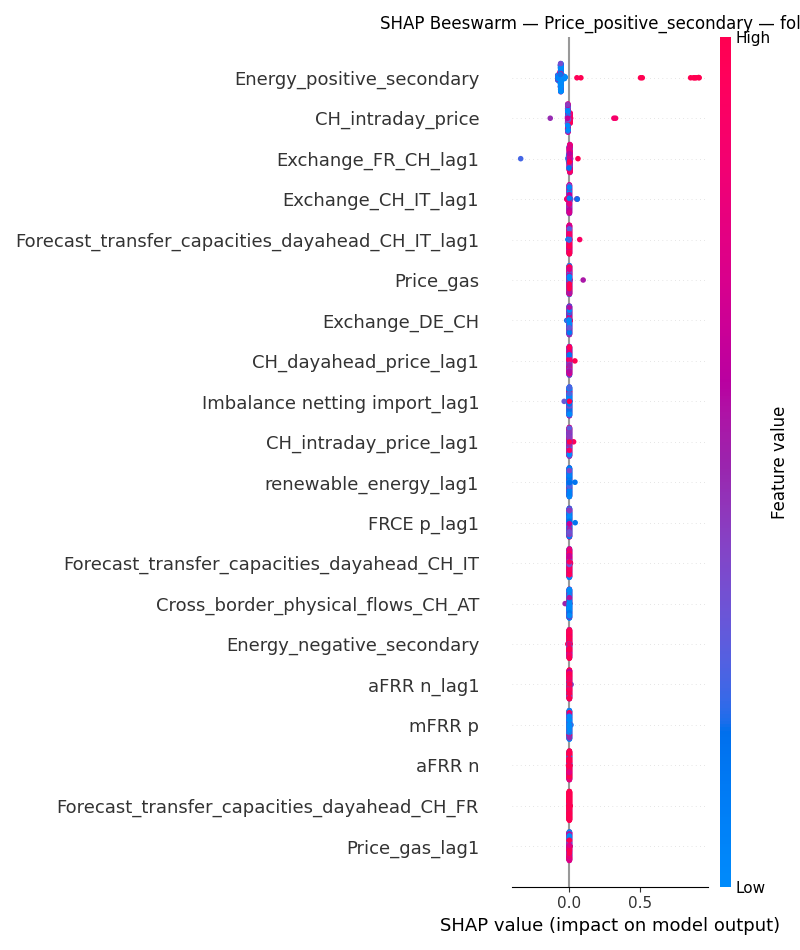 SHAP Beeswarm — Price_positive_secondary — fol
High
Energy_positive_secondary
CH_intraday_price
Exchange_FR_CH_lag1
Exchange_CH_IT_lag1
Forecast_transfer_capacities_dayahead_CH_IT_lag1
Price_gas
Exchange_DE_CH
CH_dayahead_price_lag1
Imbalance netting import_lag1
CH_intraday_price_lag1
renewable_energy_lag1
FRCE p_lag1
Forecast_transfer_capacities_dayahead_CH_IT
Cross_border_physical_flows_CH_AT
Energy_negative_secondary
aFRR n_lag1
mFRR p
aFRR n
Forecast_transfer_capacities_dayahead_CH_FR
Price_gas_lag1
Feature value
Low
0.0 0.5
SHAP value (impact on model output)